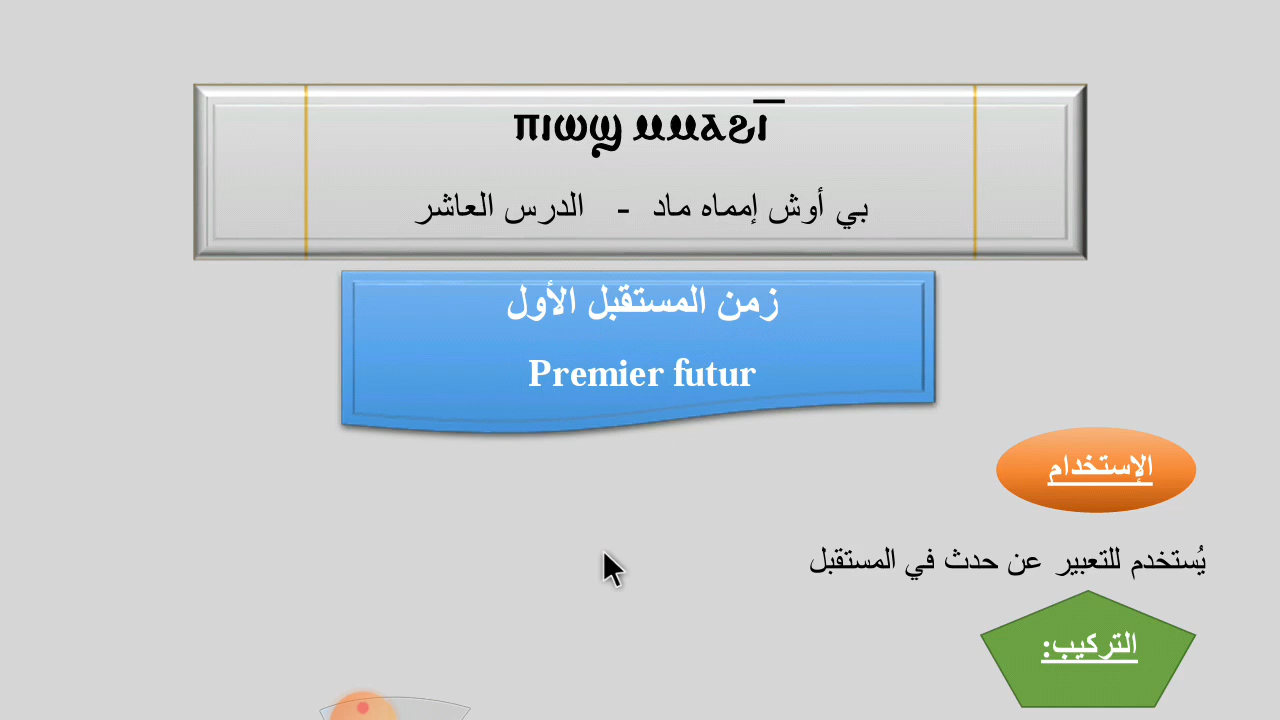 ⲡⲓⲱϣ ⲙⲙⲁϩⲓ̅
بي أوش إمماه ماد - الدرس العاشر
زمن المستقبل الأول
Premier futur
الإستخدام
يُستخدم للتعبير عن حدث في المستقبل
التركيب: